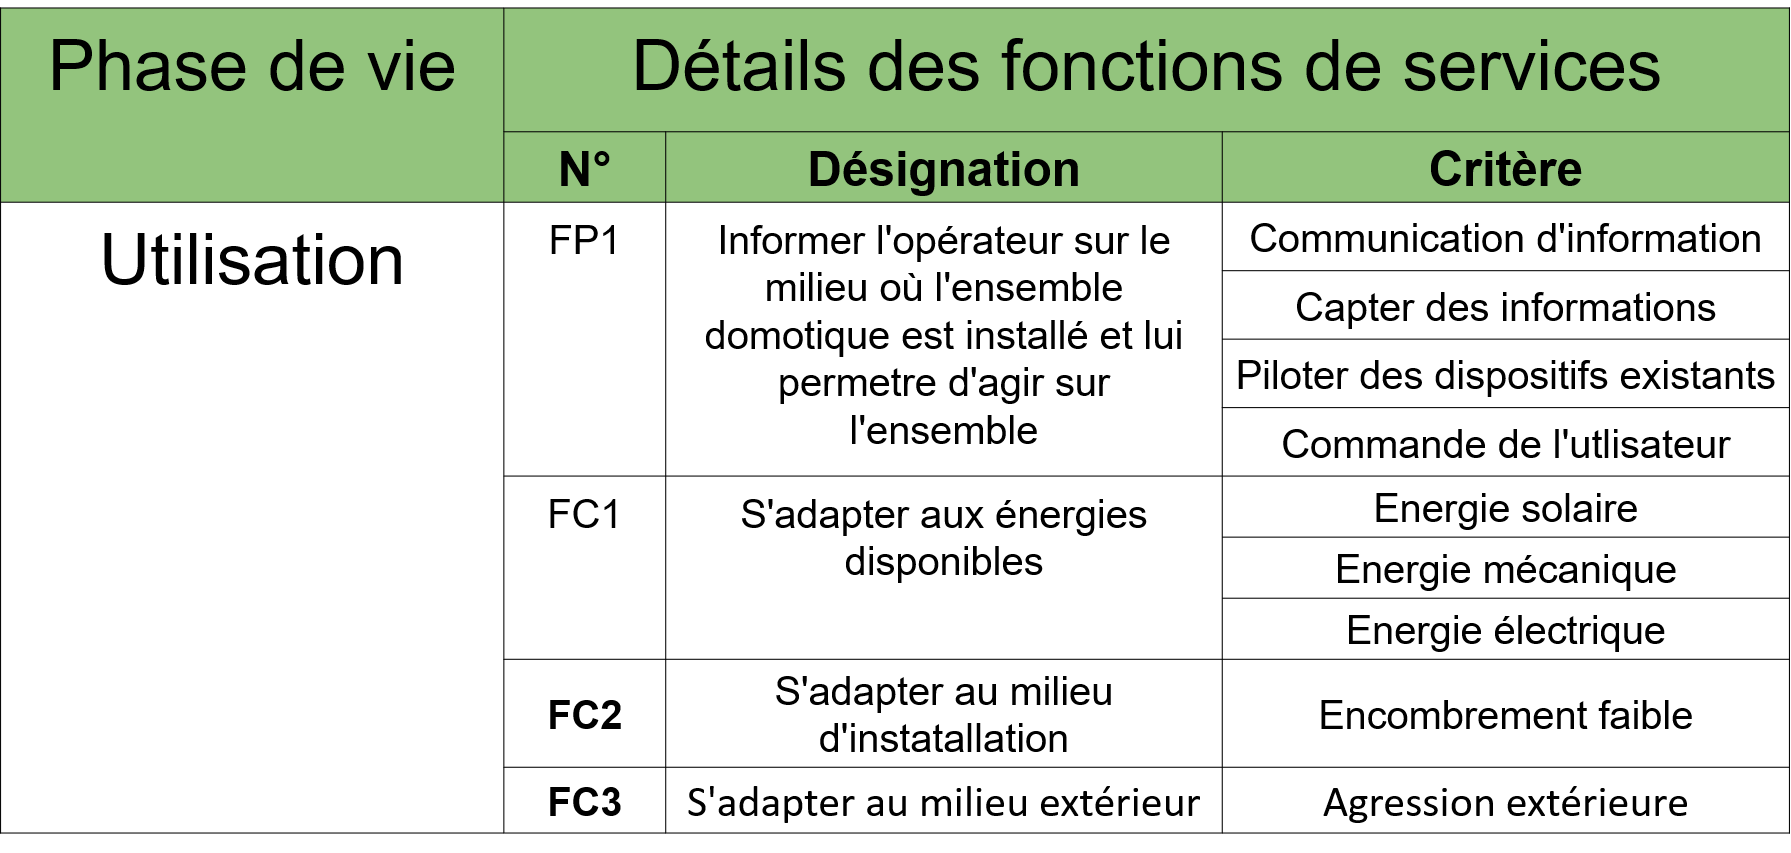 Phase de vie
Détails des fonctions de services
N°
Désignation
Critère
Utilisation
FP1
Informer l'opérateur sur le
milieu où l'ensemble
domotique est installé et lui
permetre d'agir sur
l'ensemble
Communication d'information
Capter des informations
Piloter des dispositifs existants
Commande de l'utlisateur
FC1
S'adapter aux énergies
disponibles
Energie solaire
Energie mécanique
Energie électrique
FC2
S'adapter au milieu
d'instatallation
Encombrement faible
FC3
S'adapter au milieu extérieur
Agression extérieure